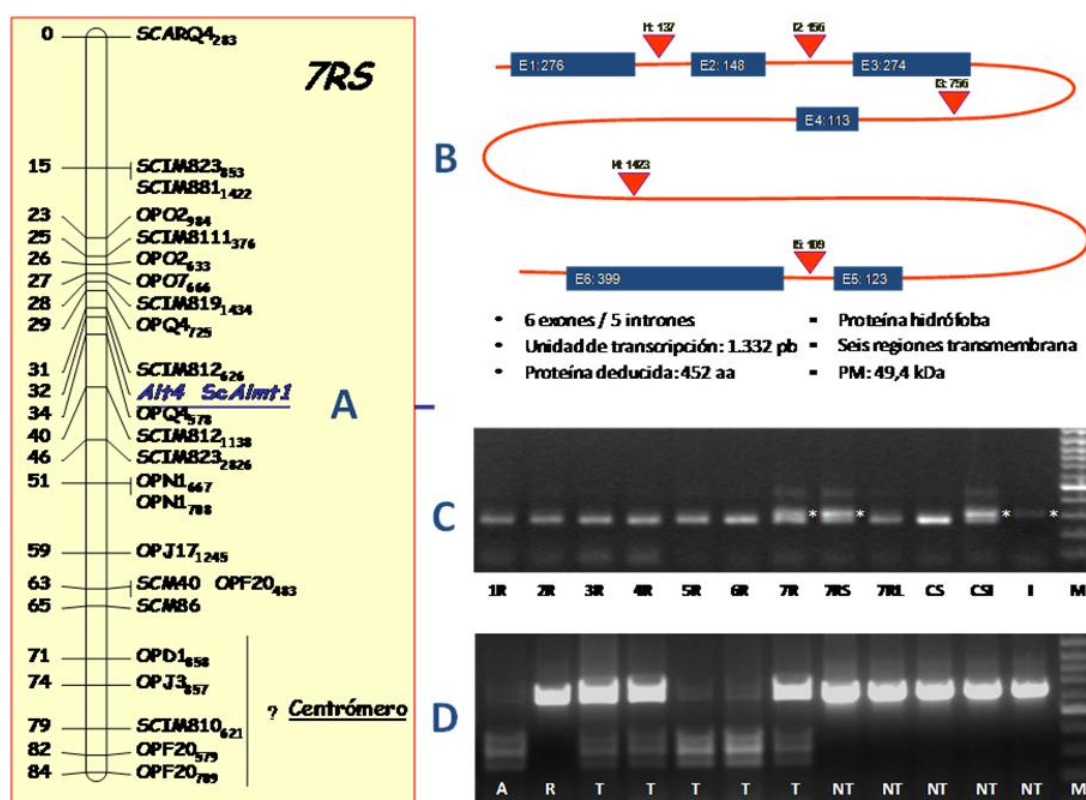 0 SCARQ4283
7RS
15 SCIM823853
SCIM8811422
23 OPO2984
25 SCIM8111376
26 OPO2633
27 OPO7666
28 SCIM8191434
29 OPQ4725
31 SCIM812626
32 Alt4 ScAlmt1
34 OPQ4578
40 SCIM8121138
46 SCIM8232826
51 OPN1667
OPN1788
59 OPJ171245
63 SCM40 OPF20483
65 SCM86
71 OPD1858
74 OPJ3857
? Centrómero
79 SCIM810621
82 OPF20579
84 OPF20789
A
B
I1: 137 I2: 156
E1:276 E2: 148 E3:274
I3: 756
E4:113
I4: 1423
I5: 109
E6:399 E5: 123
• 6 exones / 5 intrones
• Unidad de transcripción: 1.332 pb
• Proteína deducida: 452 aa
- Proteína hidrófoba
- Seis regiones transmembrana
- PM: 49,4 kDa
C
* * * *
1R 2R 3R 4R 5R 6R 7R 7RS 7RL CS CSI I M
D
A R T T T T T NT NT NT NT NT M